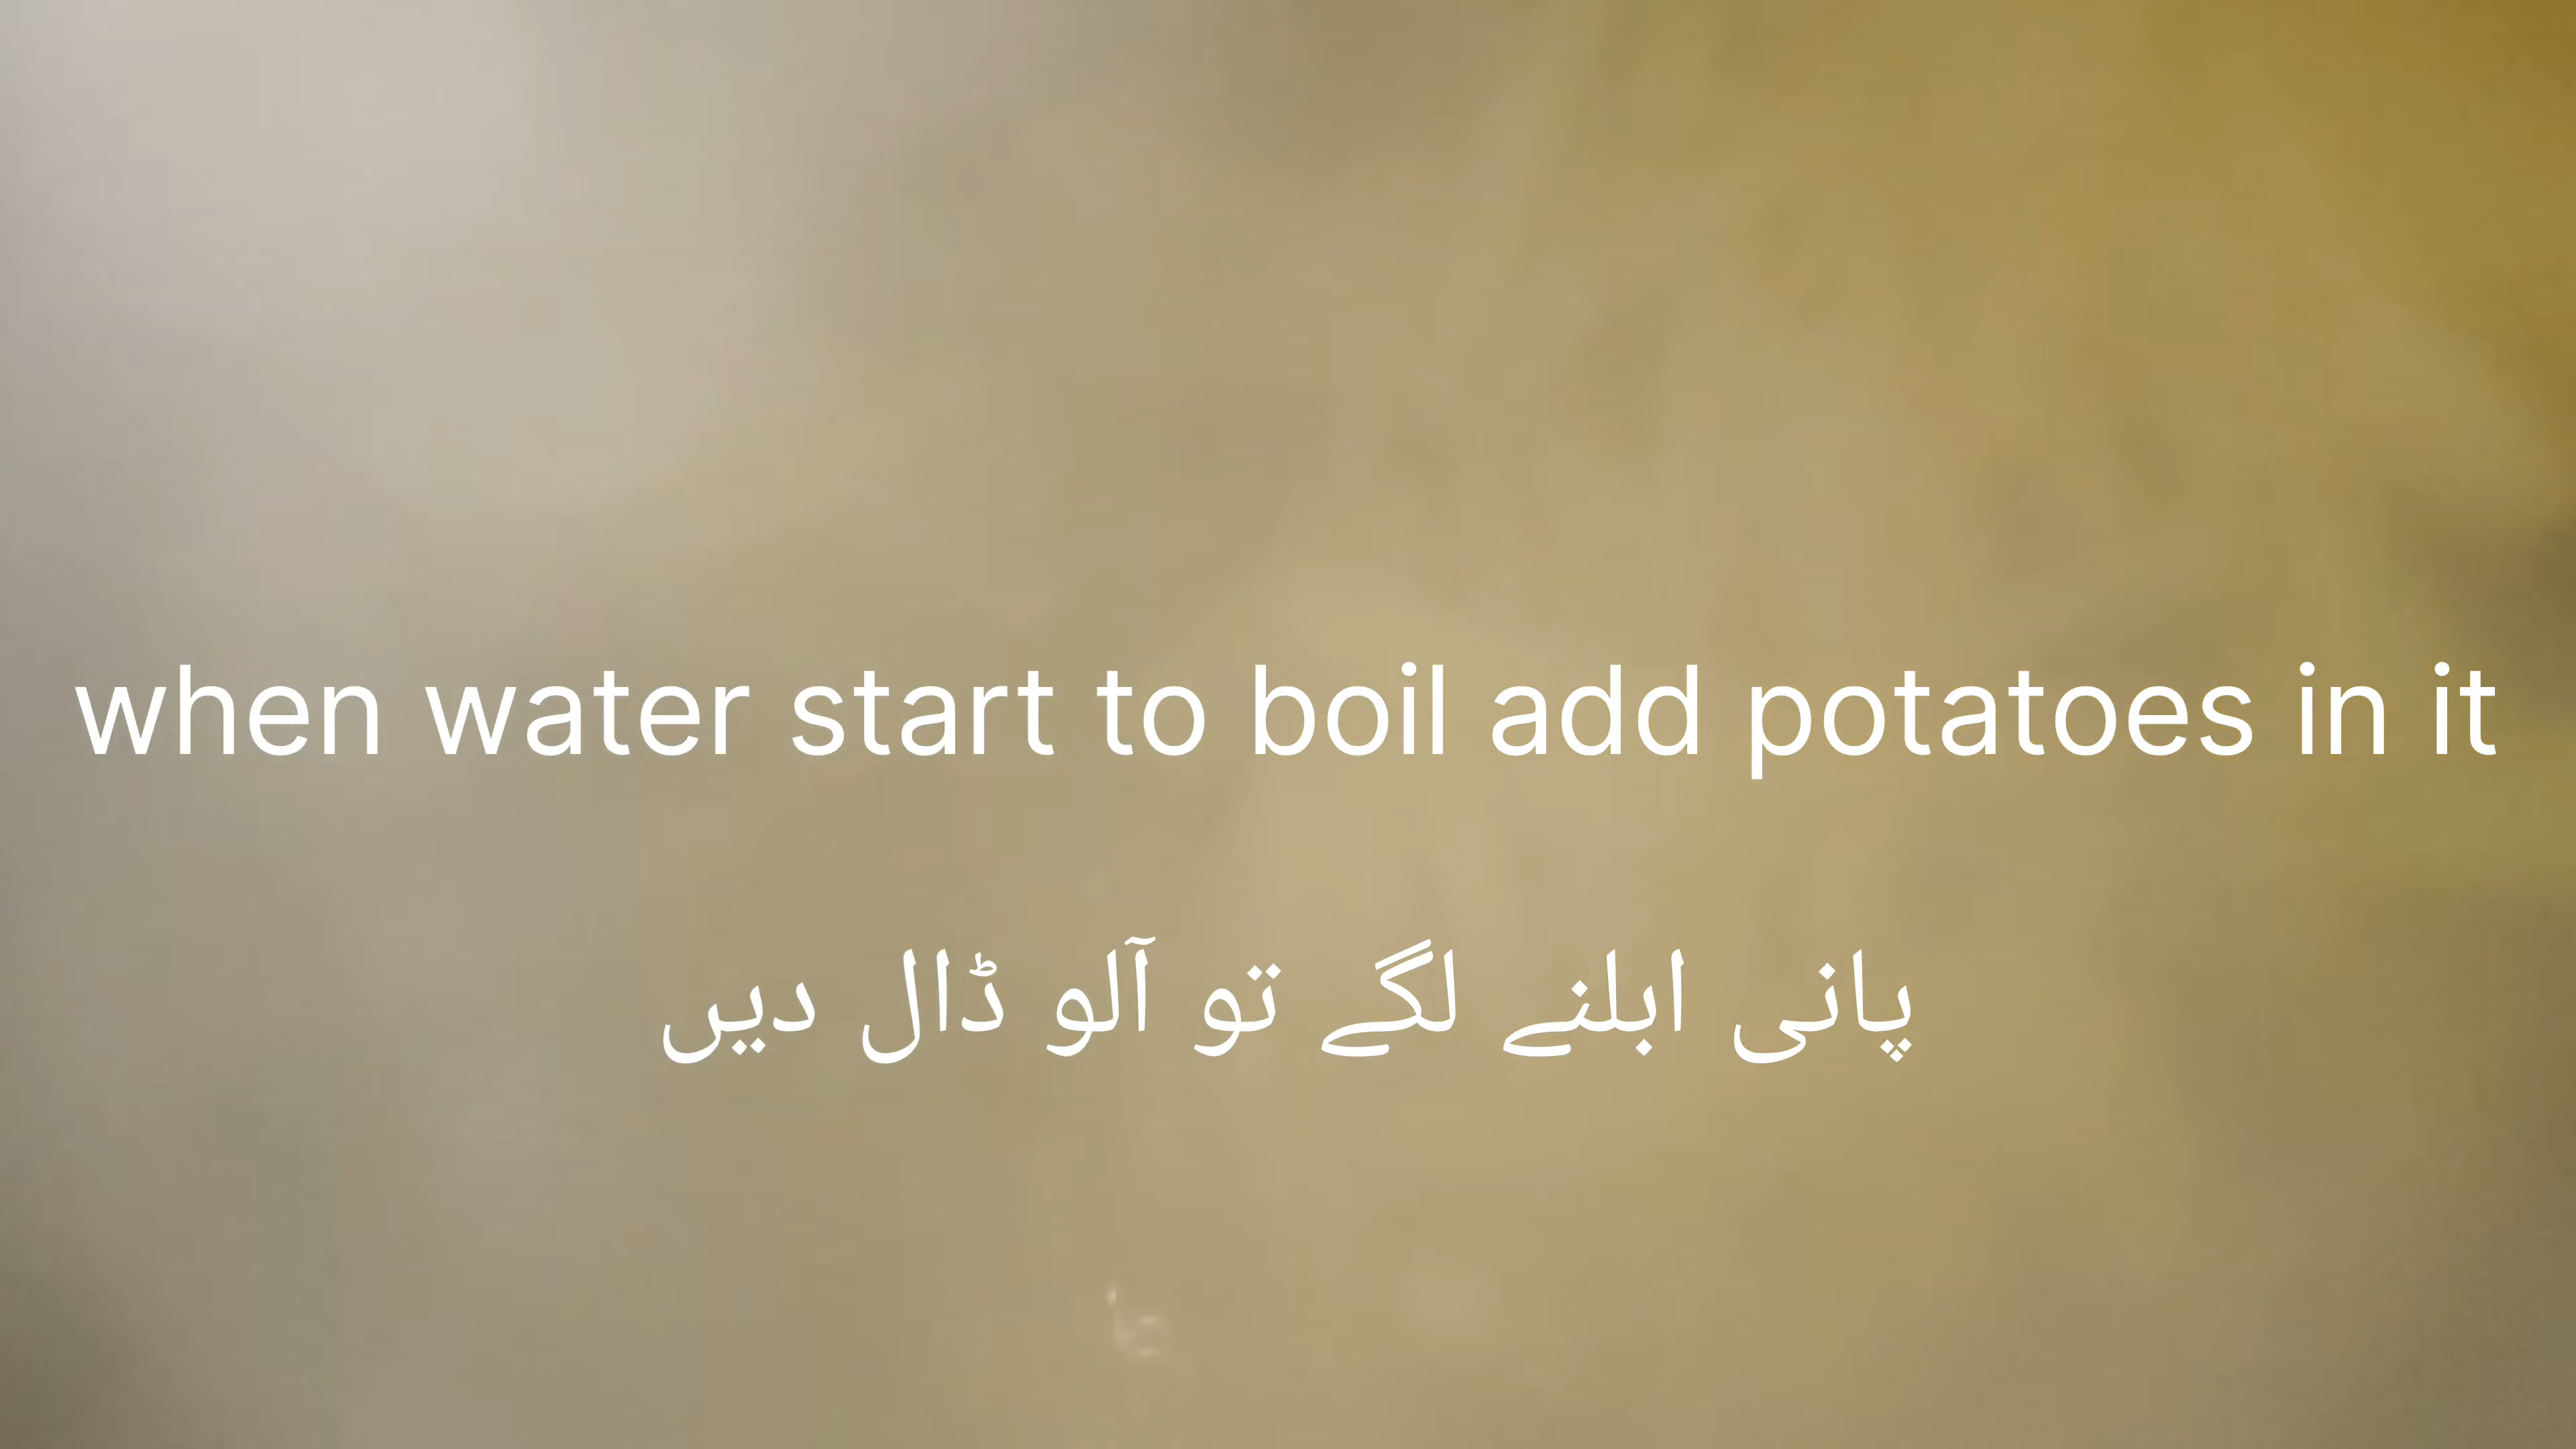 when water start to boil add potatoes in it
پانی ابلنے لگے تو آلو ڈال دیں